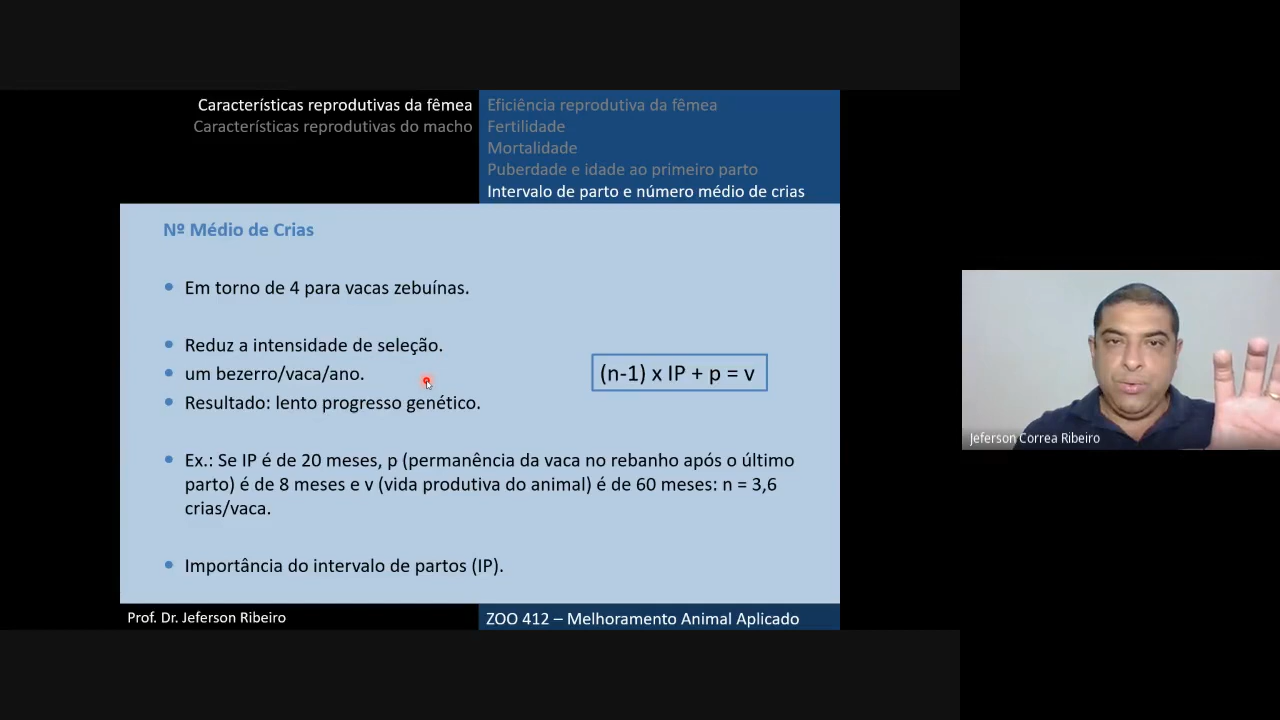 Características reprodutivas da fêmea
Características reprodutivas do macho
Eficiência reprodutiva da fêmea
Fertilidade
Mortalidade
Puberdade e idade ao primeiro parto
Intervalo de parto e número médio de crias
Nº Médio de Crias
Em torno de 4 para vacas zebuínas.
Reduz a intensidade de seleção.
um bezerro/vaca/ano.
Resultado: lento progresso genético.
(n-1) x IP + p = v
Ex.: Se IP é de 20 meses, p (permanência da vaca no rebanho após o último
parto) é de 8 meses e v (vida produtiva do animal) é de 60 meses: n = 3,6
crias/vaca.
Importância do intervalo de partos (IP).
Prof. Dr. Jeferson Ribeiro
ZOO 412 – Melhoramento Animal Aplicado
Jeferson Correa Ribeiro